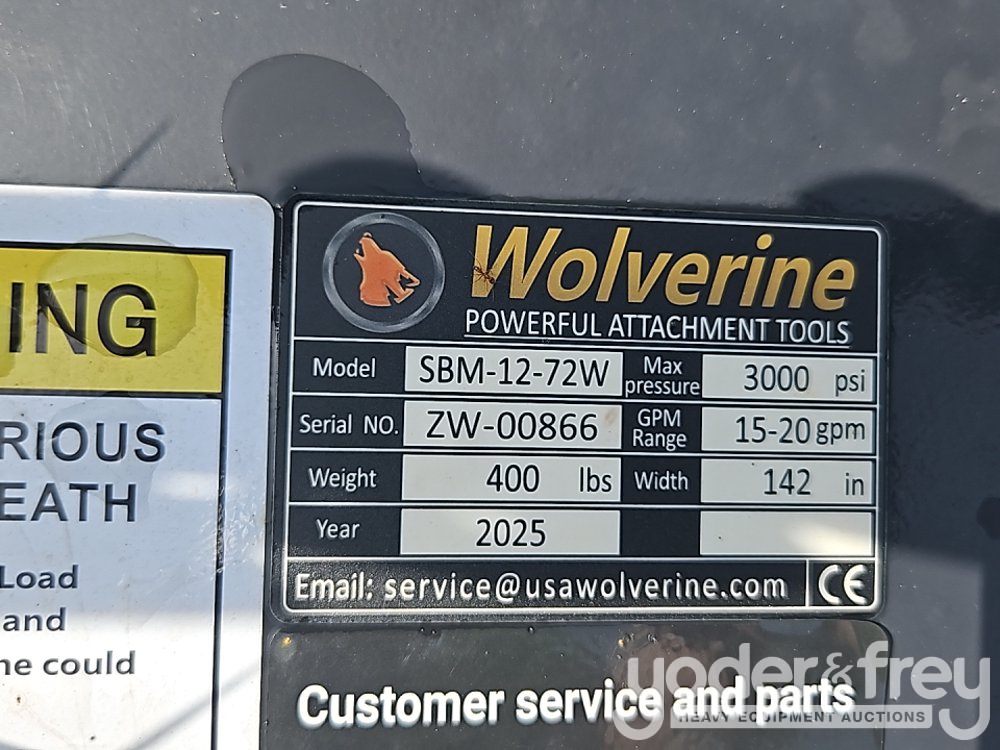 ING
RIOUS
EATH
Load
and
ne could
Wolverine
POWERFUL ATTACHMENT TOOLS
Model SBM-12-72W Max pressure 3000 psi
Serial NO. ZW-00866 GPM Range 15-20 gpm
Weight 400 lbs Width 142 in
Year 2025
Email: service@usawolverine.com CE
Customer service and parts
yoder&frey
HEAVY EQUIPMENT AUCTIONS